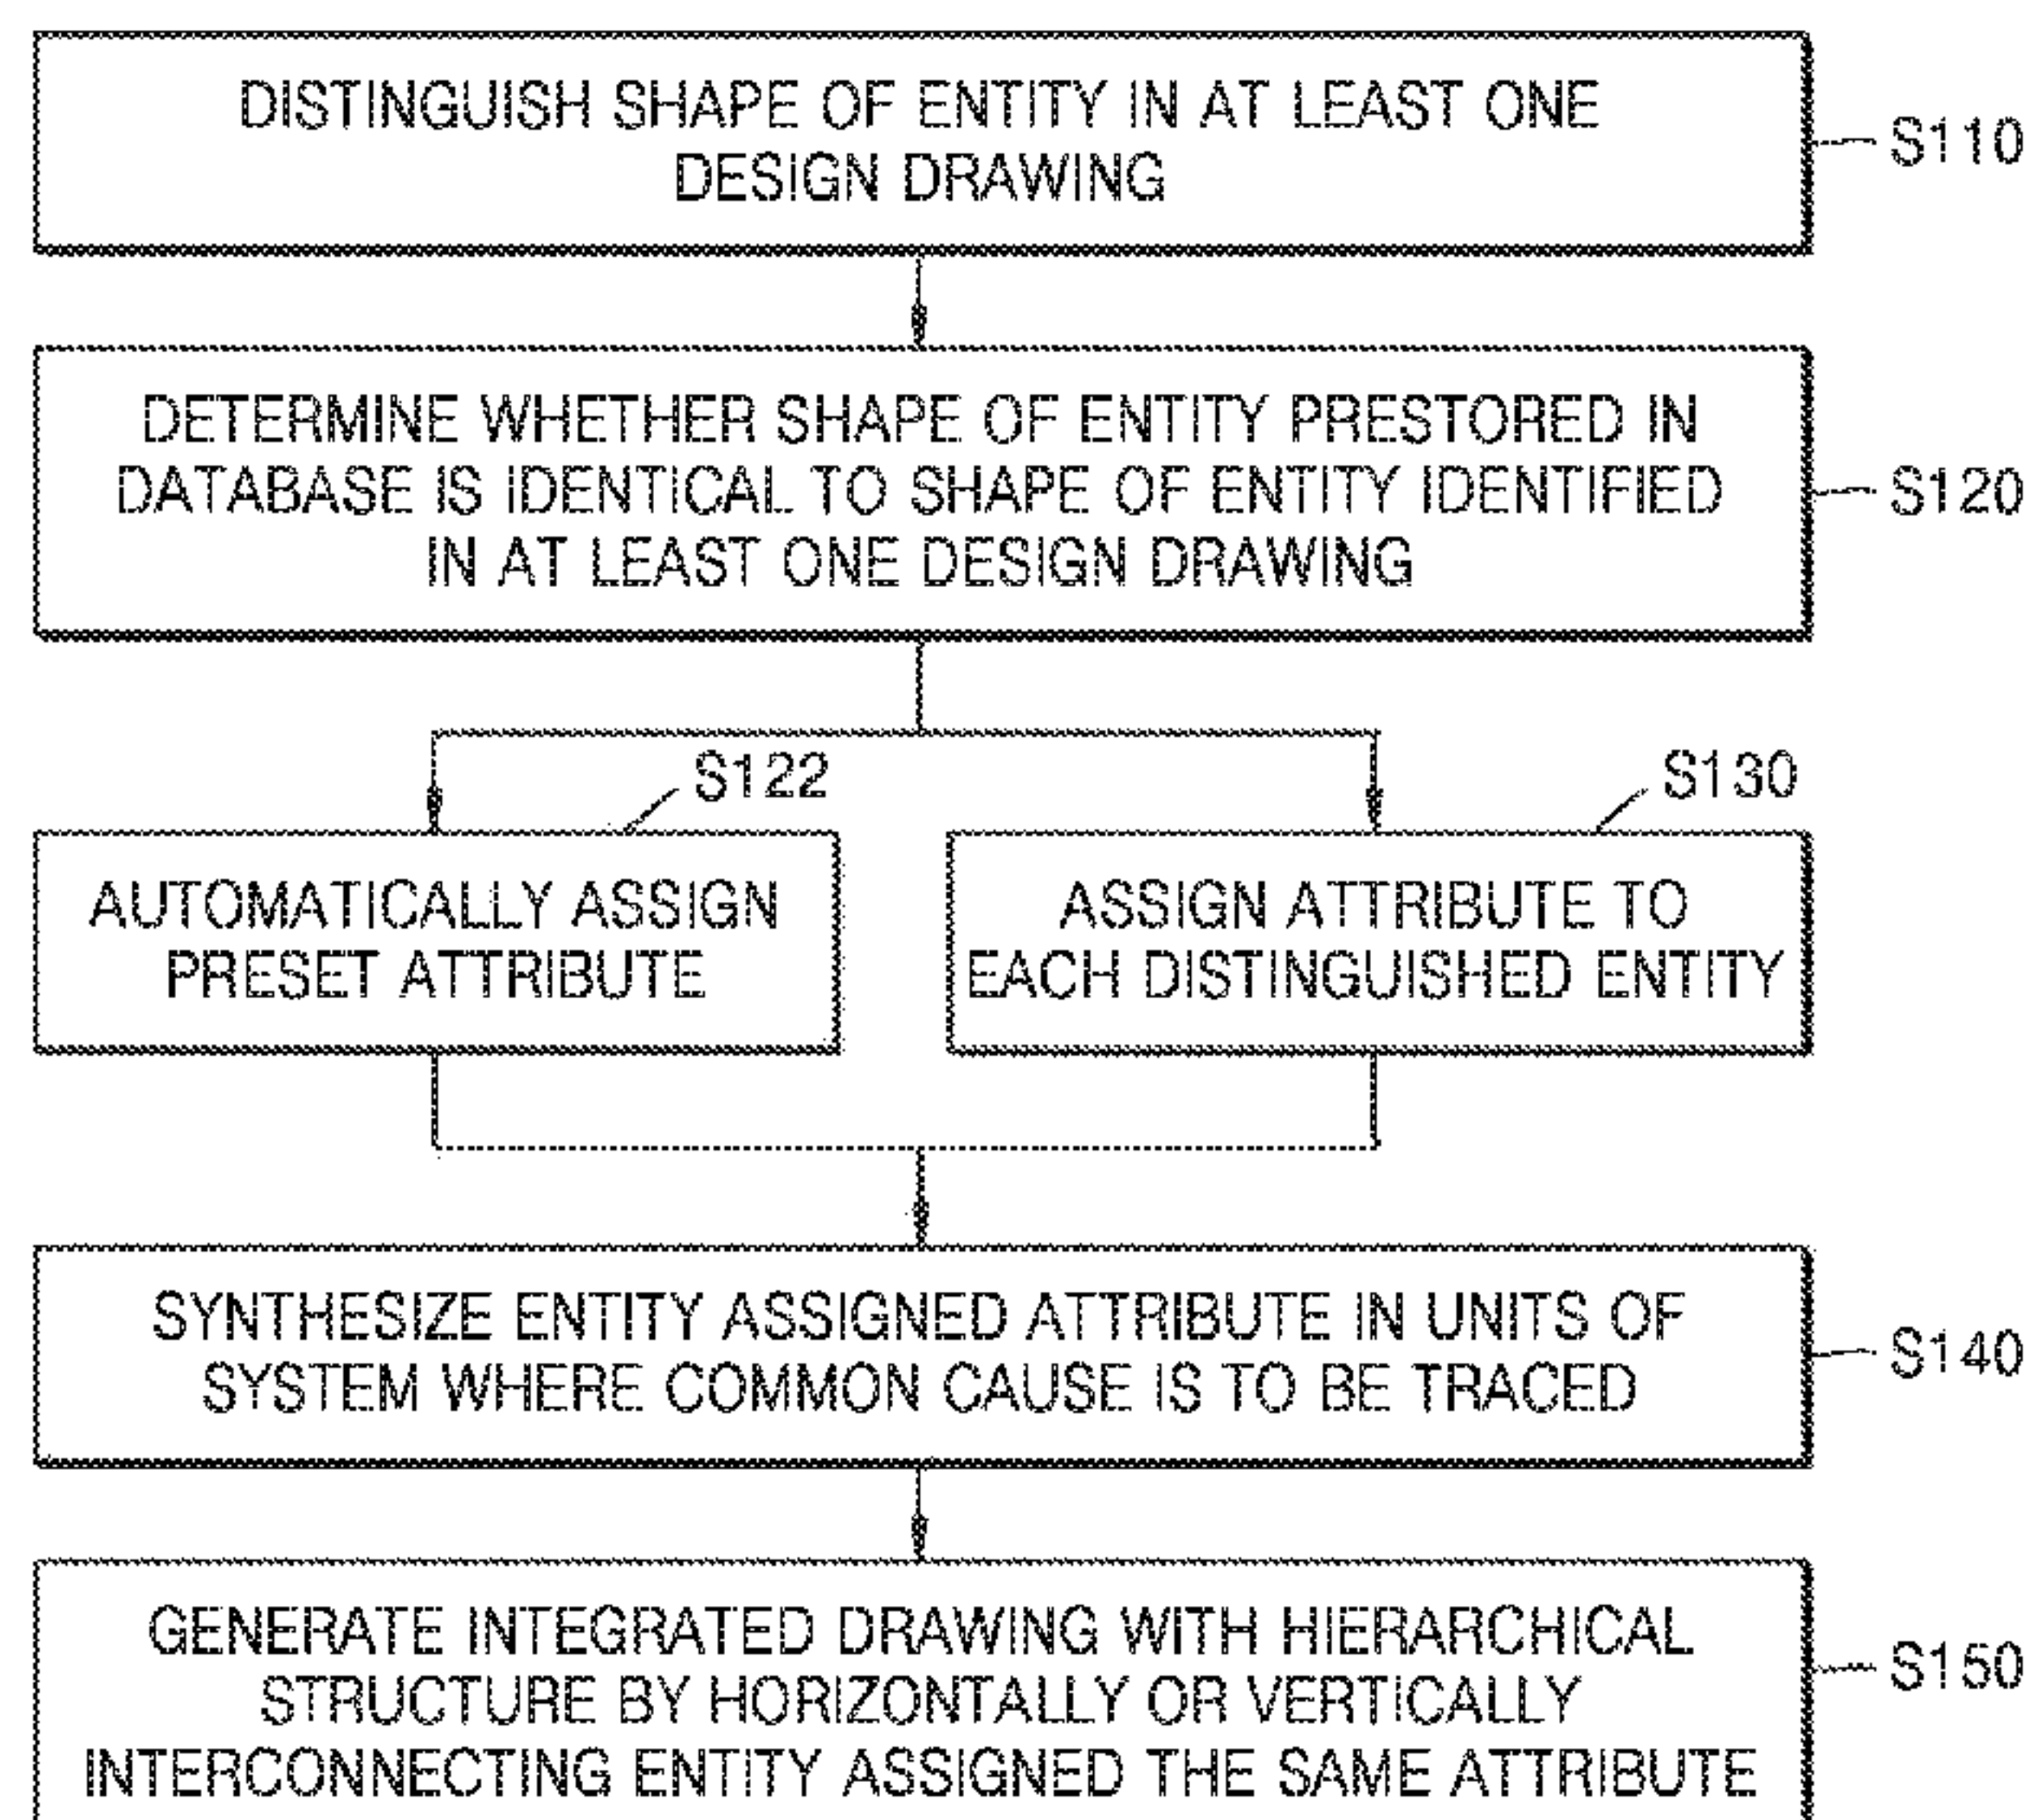 DISTINGUISH SHAPE OF ENTITY IN AT LEAST ONE
DESIGN DRAWING
S110
DETERMINE WHETHER SHAPE OF ENTITY PRESTORED IN
DATABASE IS IDENTICAL TO SHAPE OF ENTITY IDENTIFIED
IN AT LEAST ONE DESIGN DRAWING
S120
S122
AUTOMATICALLY ASSIGN
PRESET ATTRIBUTE
S130
ASSIGN ATTRIBUTE TO
EACH DISTINGUISHED ENTITY
SYNTHESIZE ENTITY ASSIGNED ATTRIBUTE IN UNITS OF
SYSTEM WHERE COMMON CAUSE IS TO BE TRACED
S140
GENERATE INTEGRATED DRAWING WITH HIERARCHICAL
STRUCTURE BY HORIZONTALLY OR VERTICALLY
INTERCONNECTING ENTITY ASSIGNED THE SAME ATTRIBUTE
S150